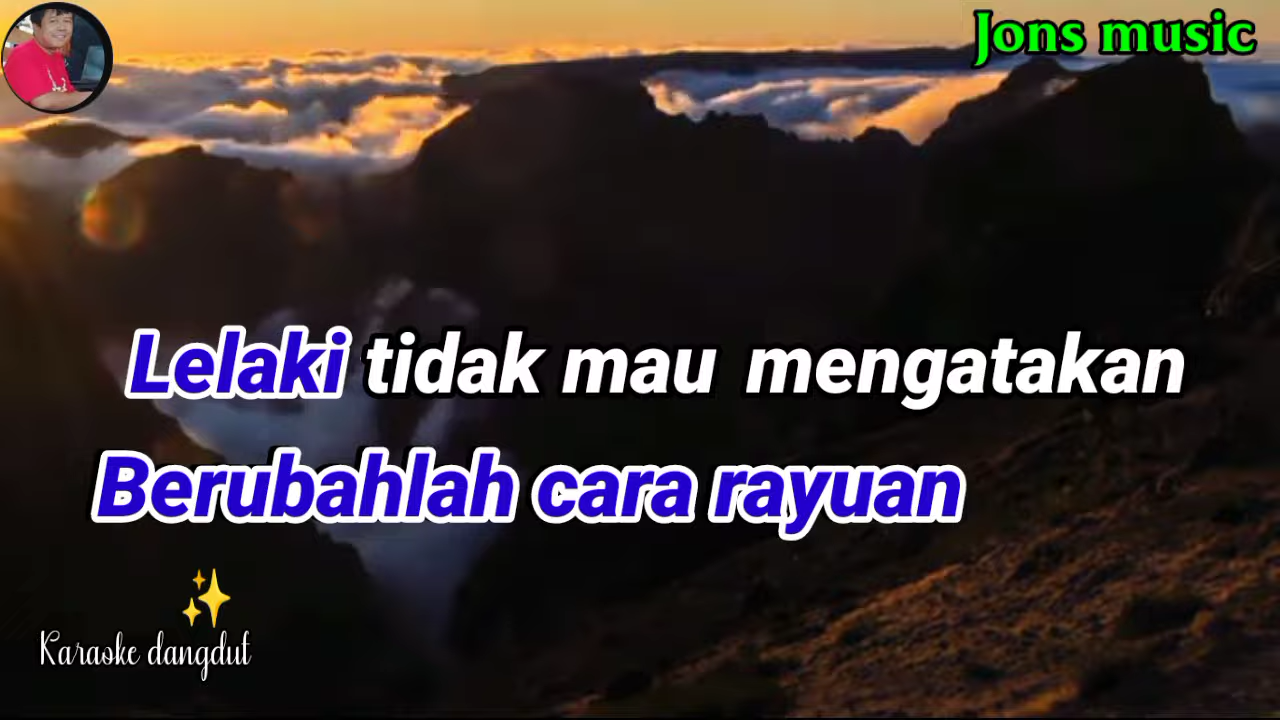 Jons music
Lelaki tidak mau mengatakan
Berubahlah cara rayuan
Karaoke dangdut